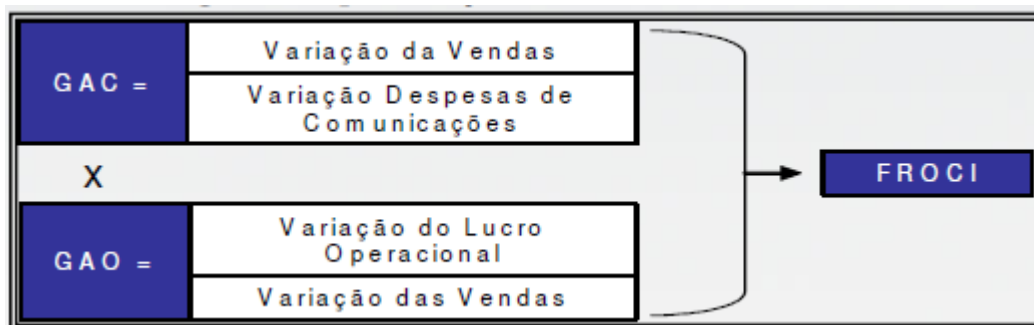 GAC =
Variação da Vendas
Variação Despesas de
Comunicações
X
FROCI
GAO =
Variação do Lucro
Operacional
Variação das Vendas